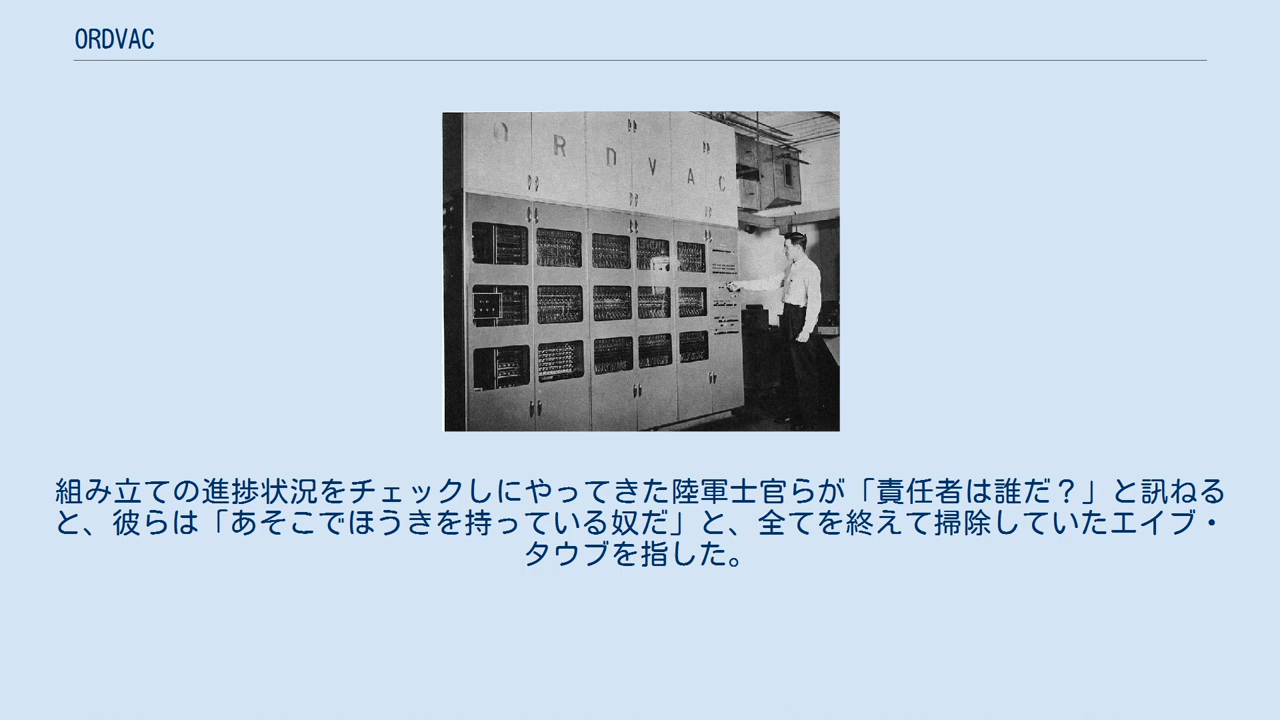 ORDVAC
ORDVAC
組み立ての進捗状況をチェックしにやってきた陸軍士官らが「責任者は誰だ？」と訊ねる
と、彼らは「あそこでほうきを持っている奴だ」と、全てを終えて掃除していたエイブ・
タウブを指した。